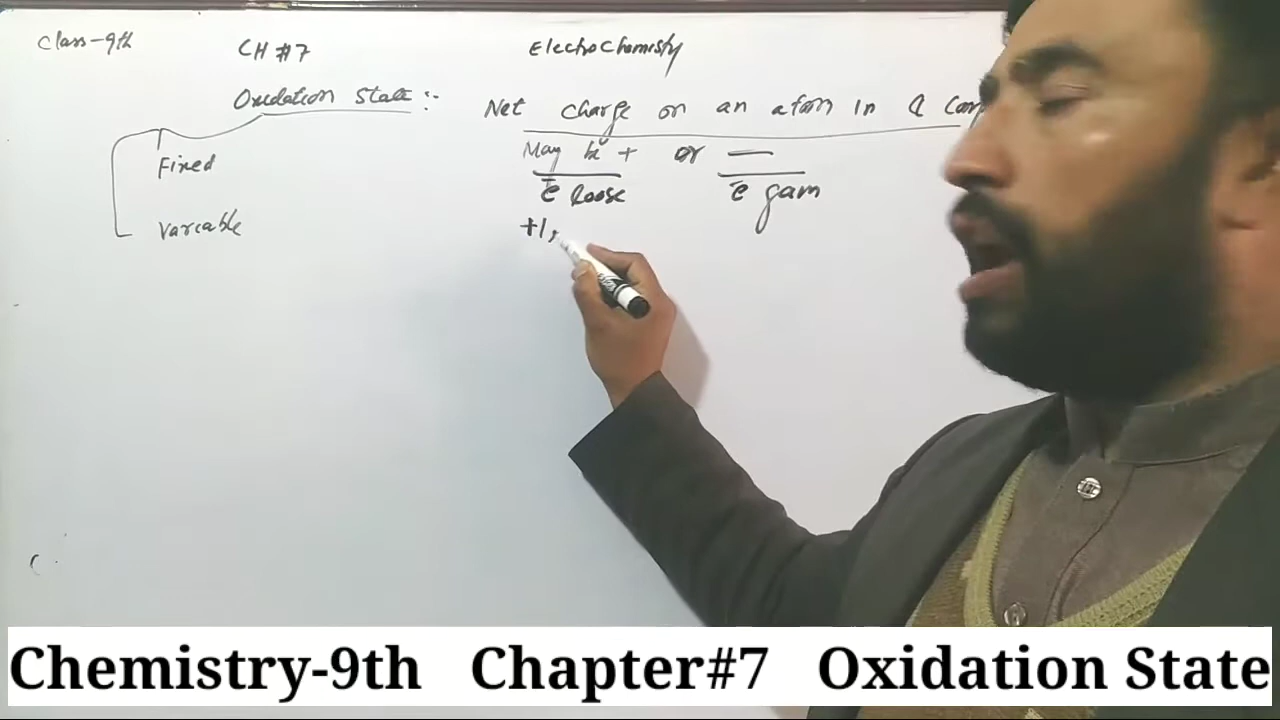 Class-9th CH #7 Electrochemistry
Oxidation State :- Net charge on an atom in a Com
May be + or —
Fixed
e̅ loose e̅ gain
Variable
+1,
Chemistry-9th Chapter#7 Oxidation State